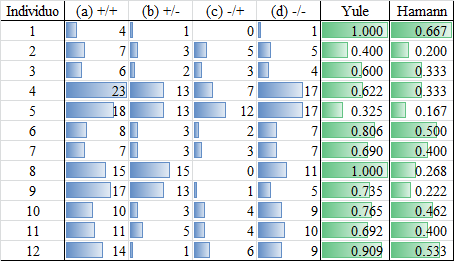 Individuo (a) +/+ (b) +/- (c) -/+ (d) -/- Yule Hamann
1 4 1 0 1 1.000 0.667
2 7 3 5 5 0.400 0.200
3 6 2 3 4 0.600 0.333
4 23 13 7 17 0.622 0.333
5 18 13 12 17 0.325 0.167
6 8 3 2 7 0.806 0.500
7 7 3 3 7 0.690 0.400
8 15 15 0 11 1.000 0.268
9 17 13 1 5 0.735 0.222
10 10 3 4 9 0.765 0.462
11 11 5 4 10 0.692 0.400
12 14 1 6 9 0.909 0.533